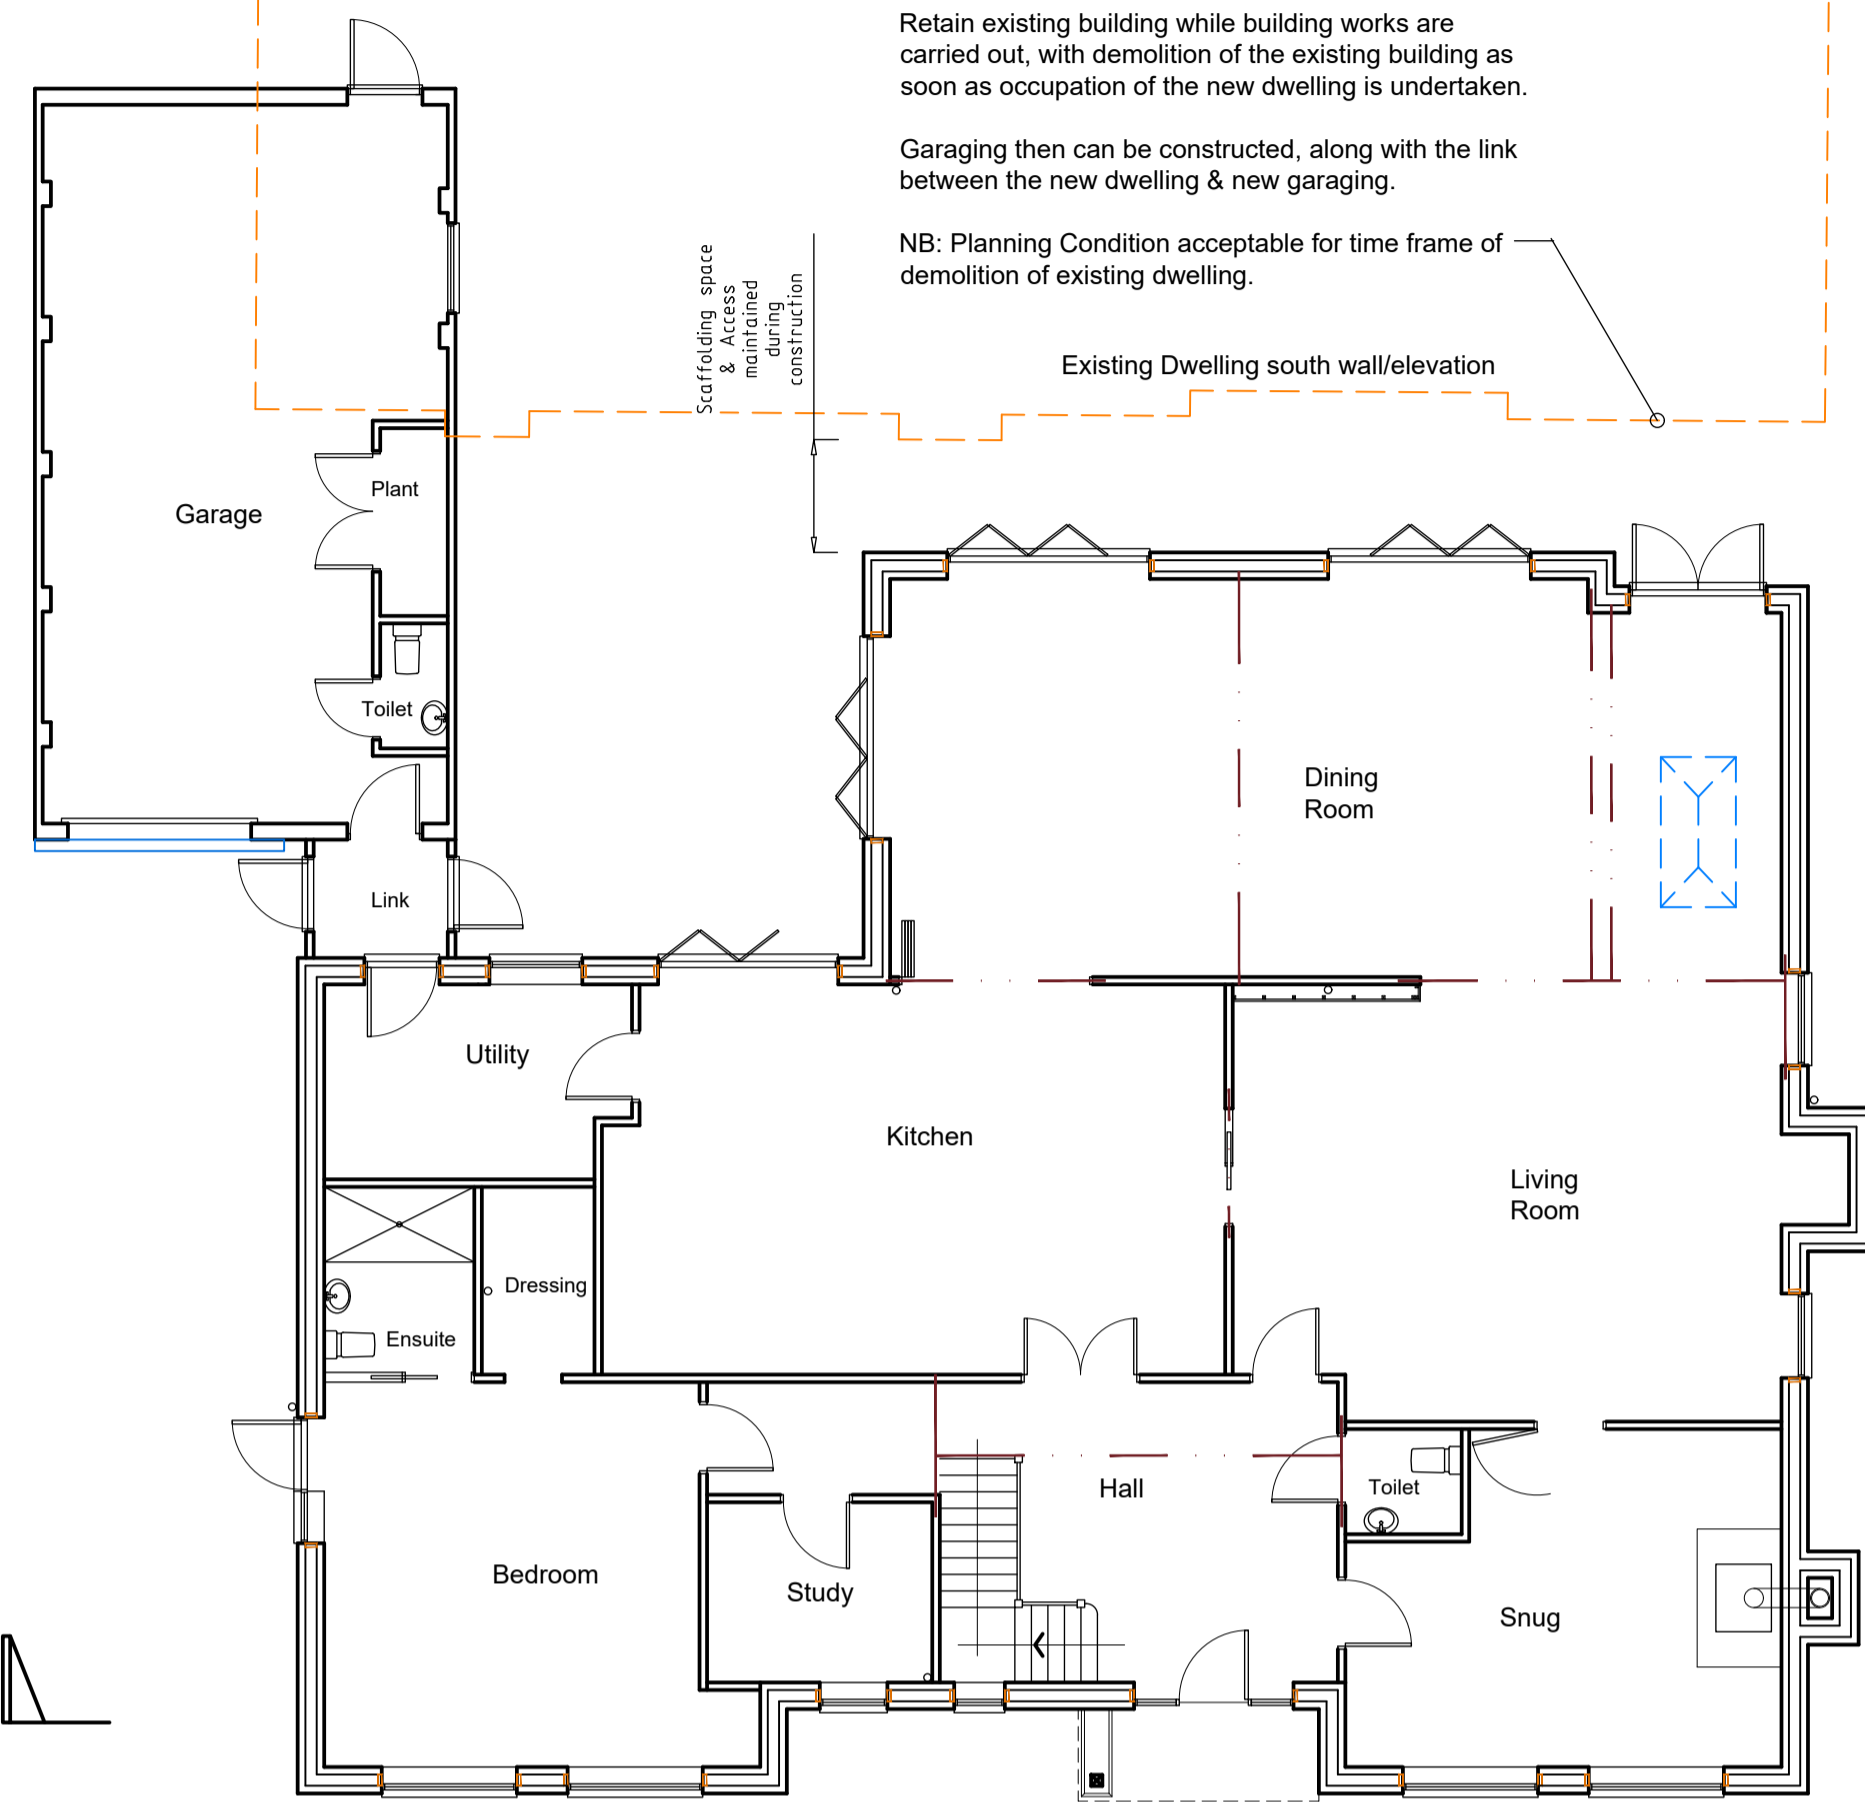 Retain existing building while building works are
carried out, with demolition of the existing building as
soon as occupation of the new dwelling is undertaken.
Garaging then can be constructed, along with the link
between the new dwelling & new garaging.
NB: Planning Condition acceptable for time frame of
demolition of existing dwelling.
Scaffolding space
& Access
maintained
during
construction
Existing Dwelling south wall/elevation
Plant
Garage
Toilet
Dining
Room
Link
Utility
Kitchen
Living
Room
Dressing
Ensuite
Hall
Toilet
Bedroom
Study
Snug